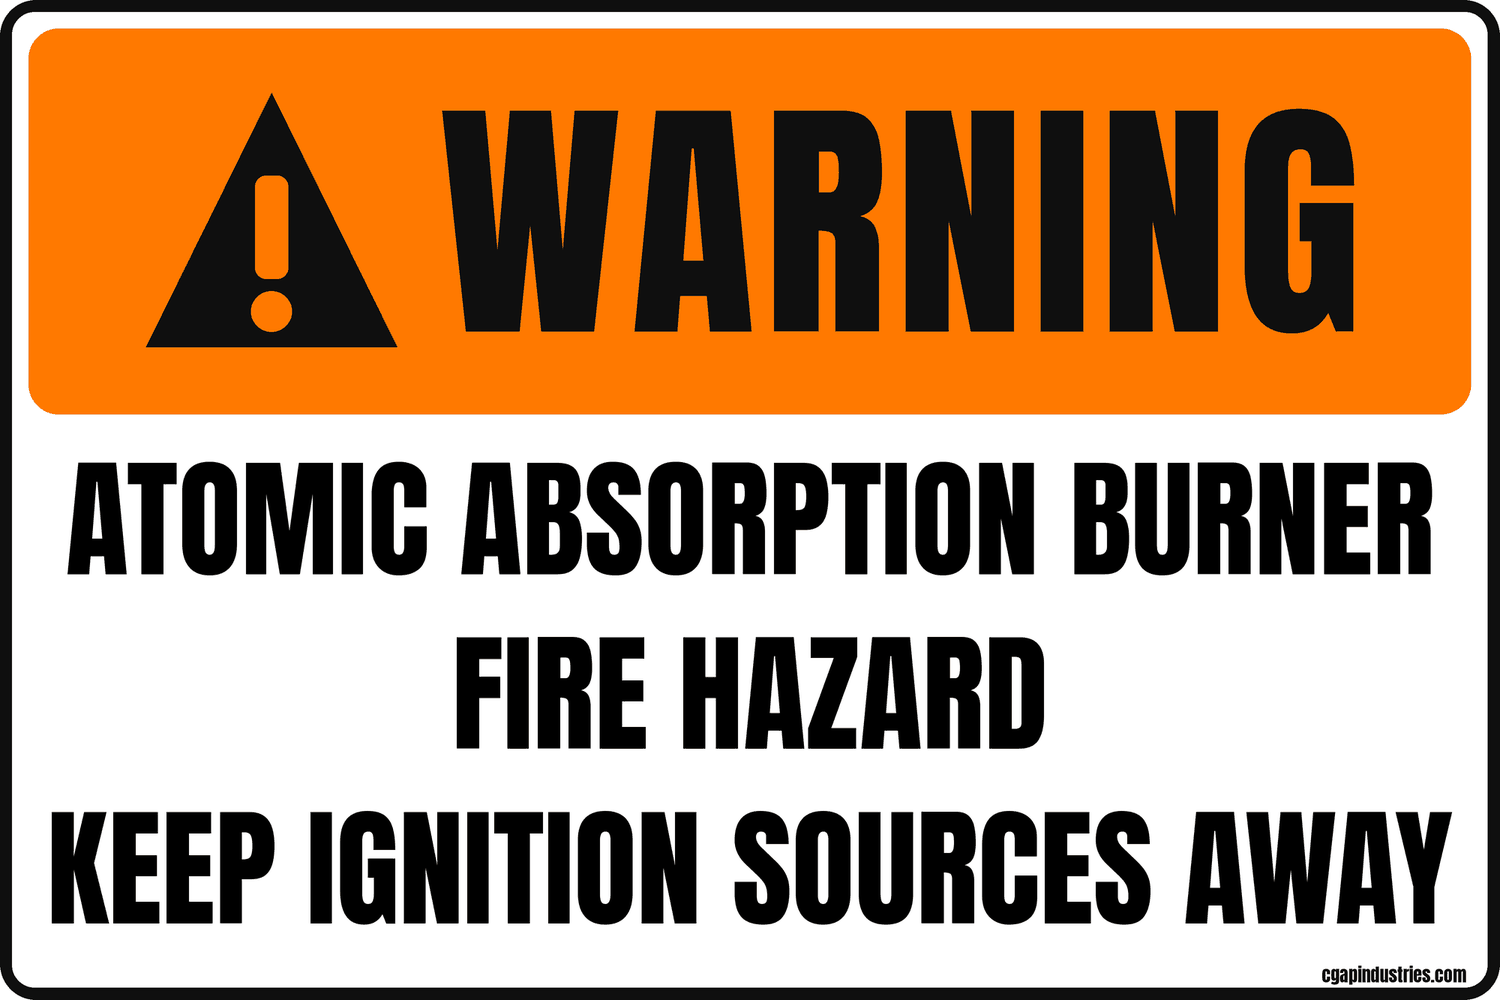 WARNING
ATOMIC ABSORPTION BURNER
FIRE HAZARD
KEEP IGNITION SOURCES AWAY
cgapindustries.com